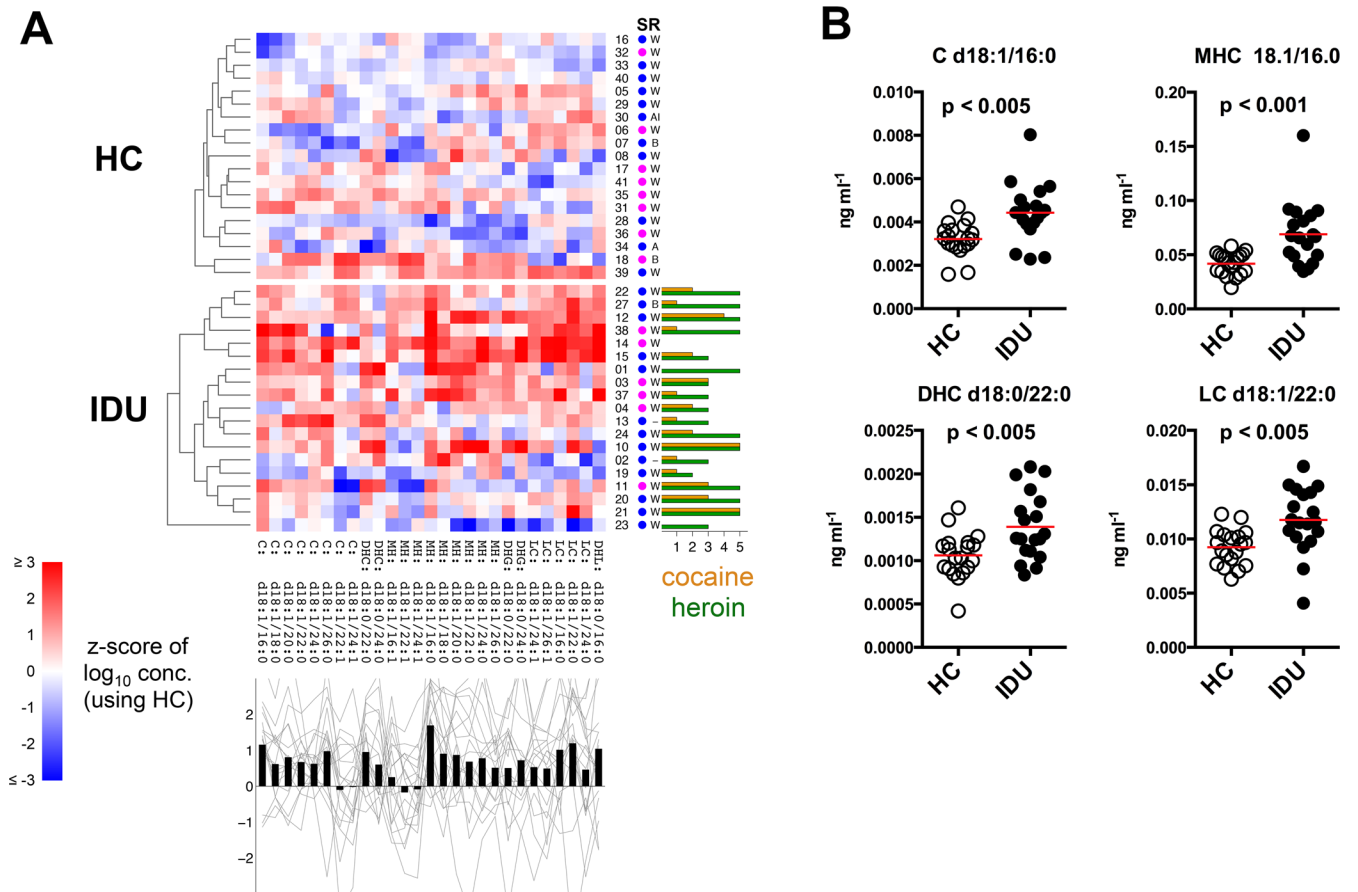 A
SR
16 W
32 W
33 W
40 W
05 W
29 W
30 AI
06 W
07 B
08 W
17 W
41 W
35 W
31 W
28 W
36 W
34 A
18 B
39 W
HC
22 W
27 B
12 W
38 W
14 W
15 W
01 W
03 W
37 W
04 W
13 –
24 W
10 W
02 –
19 W
11 W
20 W
21 W
23 W
IDU
1 2 3 4 5
cocaine
heroin
C: d18:1/16:0
C: d18:1/18:0
C: d18:1/20:0
C: d18:1/22:0
C: d18:1/24:0
C: d18:1/26:0
C: d18:1/22:1
C: d18:1/24:1
DHC: d18:0/22:0
DHC: d18:0/24:0
MH: d18:1/16:1
MH: d18:1/22:1
MH: d18:1/24:1
MH: d18:1/16:0
MH: d18:1/18:0
MH: d18:1/20:0
MH: d18:1/22:0
MH: d18:1/24:0
MH: d18:1/26:0
DHG: d18:0/22:0
DHG: d18:0/24:0
LC: d18:1/24:1
LC: d18:1/26:1
LC: d18:1/16:0
LC: d18:1/22:0
LC: d18:1/24:0
DHL: d18:0/16:0
≥ 3
2
1
0
-1
-2
≤ -3
z-score of
log10 conc.
(using HC)
2
1
0
−1
−2
B
C d18:1/16:0
p < 0.005
ng ml-1
0.010
0.008
0.006
0.004
0.002
0.000
HC IDU
MHC 18.1/16.0
p < 0.001
ng ml-1
0.20
0.15
0.10
0.05
0.00
HC IDU
DHC d18:0/22:0
p < 0.005
ng ml-1
0.0025
0.0020
0.0015
0.0010
0.0005
0.0000
HC IDU
LC d18:1/22:0
p < 0.005
ng ml-1
0.020
0.015
0.010
0.005
0.000
HC IDU